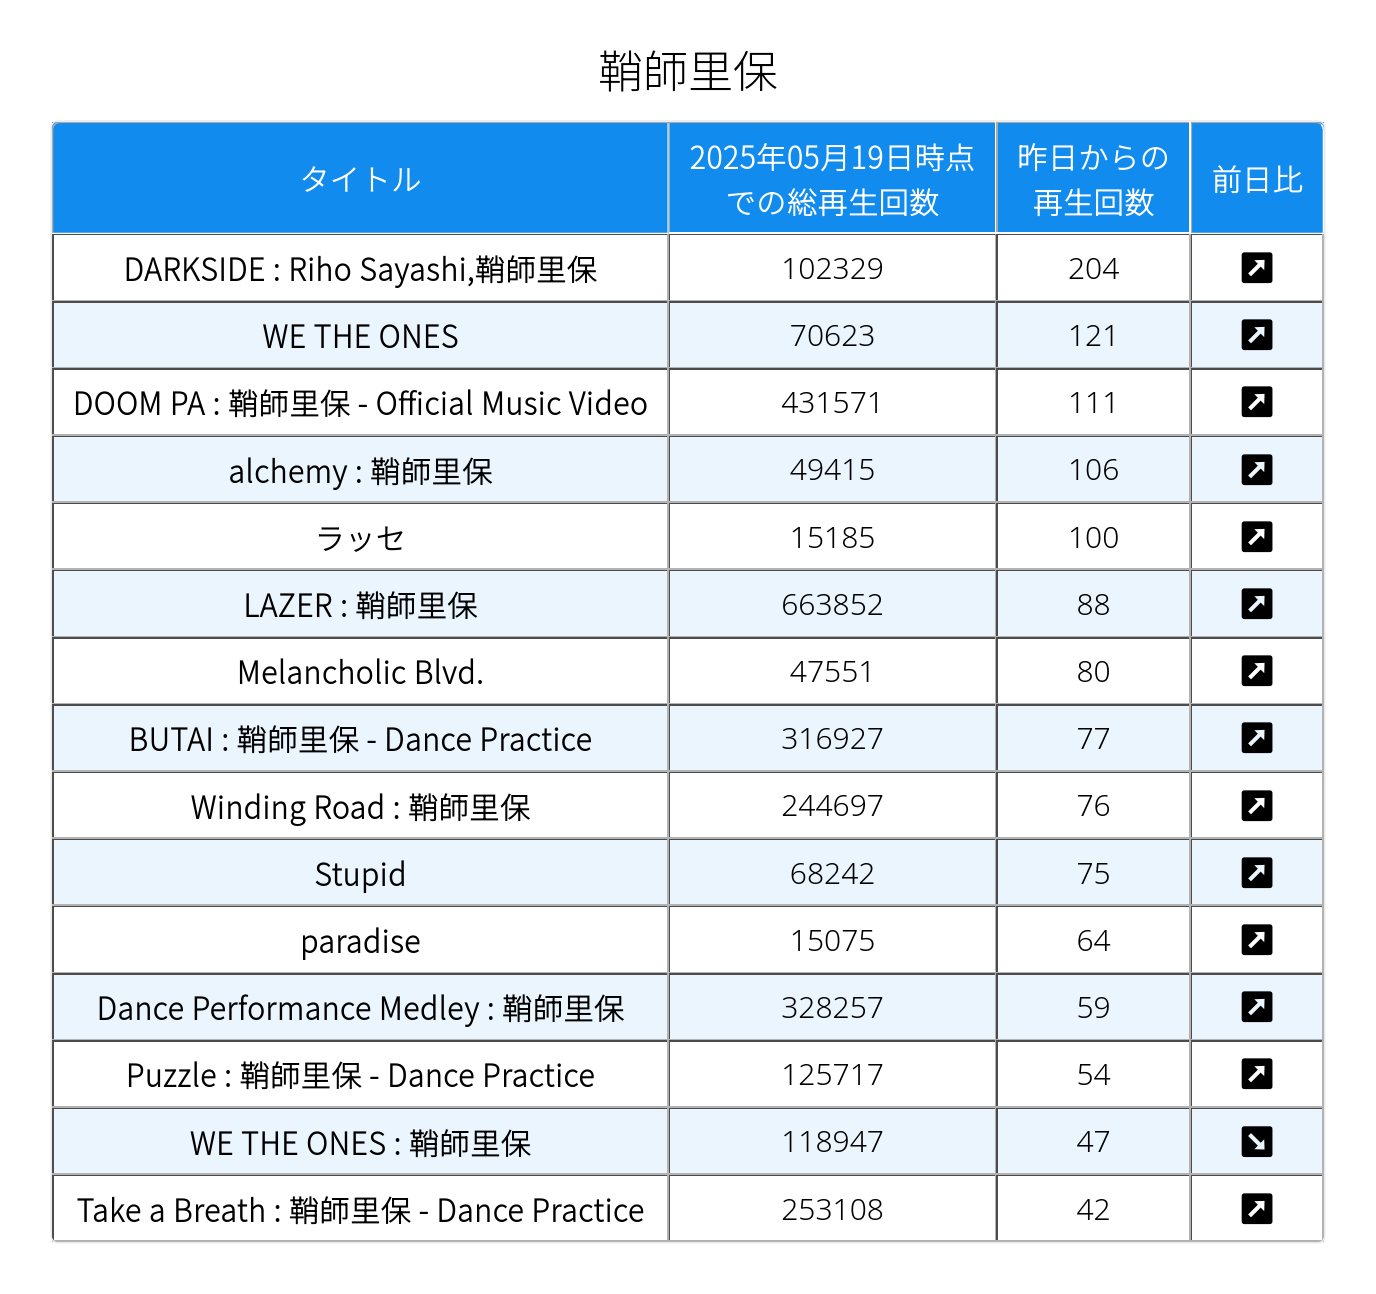 鞘師里保
タイトル 2025年05月19日時点での総再生回数 昨日からの再生回数 前日比
DARKSIDE : Riho Sayashi,鞘師里保 102329 204 ↗
WE THE ONES 70623 121 ↗
DOOM PA : 鞘師里保 - Official Music Video 431571 111 ↗
alchemy : 鞘師里保 49415 106 ↗
ラッセ 15185 100 ↗
LAZER : 鞘師里保 663852 88 ↗
Melancholic Blvd. 47551 80 ↗
BUTAI : 鞘師里保 - Dance Practice 316927 77 ↗
Winding Road : 鞘師里保 244697 76 ↗
Stupid 68242 75 ↗
paradise 15075 64 ↗
Dance Performance Medley : 鞘師里保 328257 59 ↗
Puzzle : 鞘師里保 - Dance Practice 125717 54 ↗
WE THE ONES : 鞘師里保 118947 47 ↘
Take a Breath : 鞘師里保 - Dance Practice 253108 42 ↗